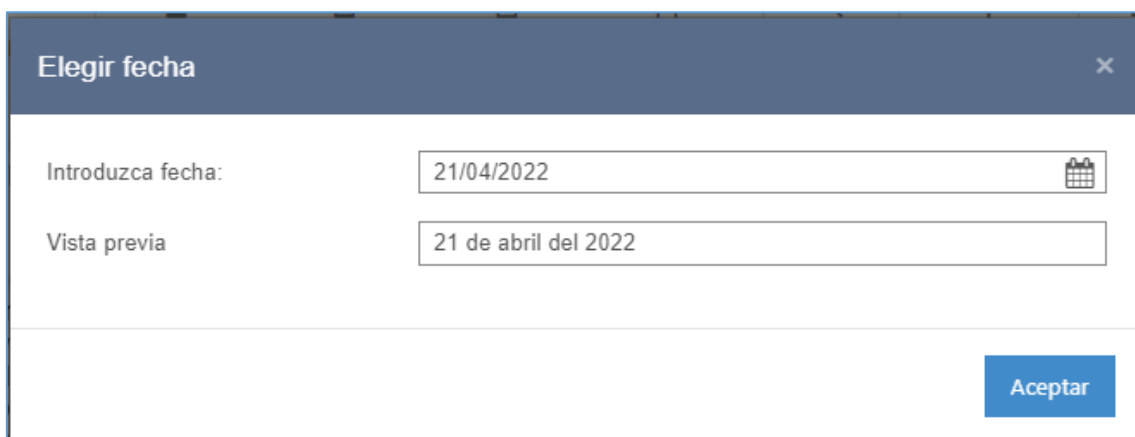 Elegir fecha ×
Introduzca fecha: 21/04/2022
Vista previa 21 de abril del 2022
Aceptar